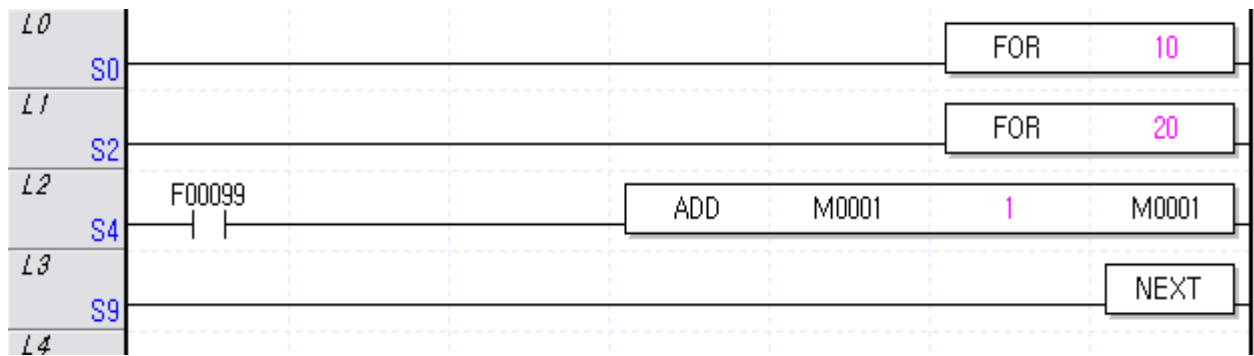 L0
FOR 10
S0
L1
FOR 20
S2
L2
F00099
ADD M0001 1 M0001
S4
L3
NEXT
S9
L4